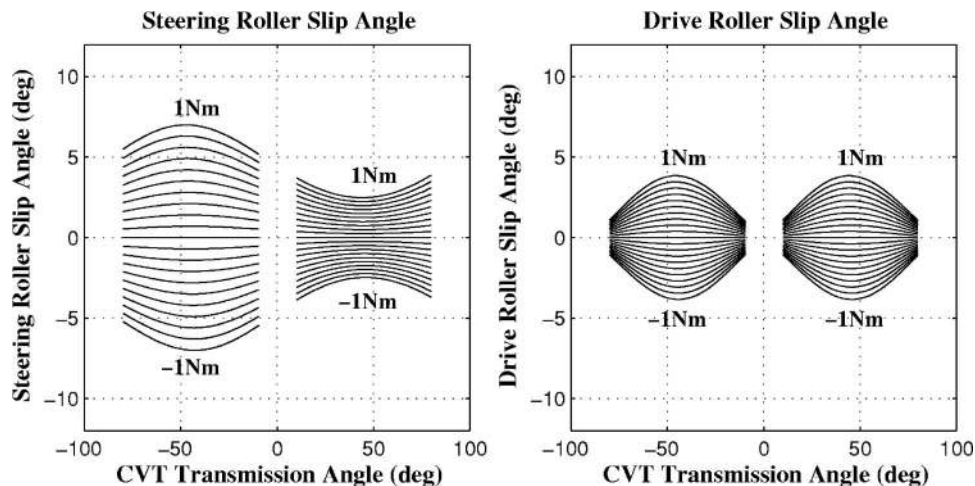 Steering Roller Slip Angle
Steering Roller Slip Angle (deg)
10
5
0
−5
−10
1Nm
−1Nm
1Nm
−1Nm
−100
−50
0
50
100
CVT Transmission Angle (deg)
Drive Roller Slip Angle
Drive Roller Slip Angle (deg)
10
5
0
−5
−10
1Nm
1Nm
−1Nm
−1Nm
−100
−50
0
50
100
CVT Transmission Angle (deg)